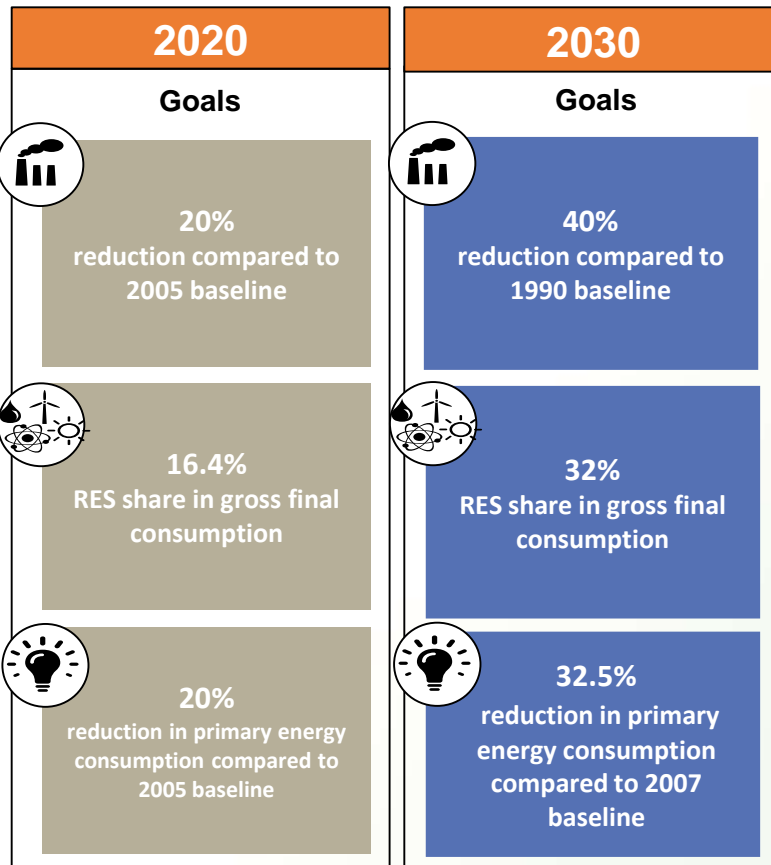 2020
Goals
20%
reduction compared to
2005 baseline
16.4%
RES share in gross final
consumption
20%
reduction in primary energy
consumption compared to
2005 baseline
2030
Goals
40%
reduction compared to
1990 baseline
32%
RES share in gross final
consumption
32.5%
reduction in primary
energy consumption
compared to 2007
baseline